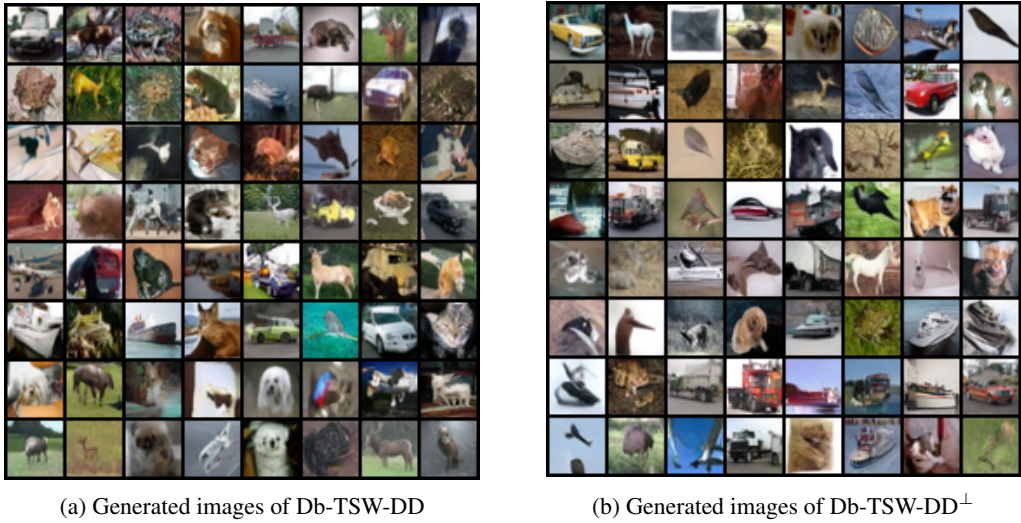 (a) Generated images of Db-TSW-DD
(b) Generated images of Db-TSW-DD⊥